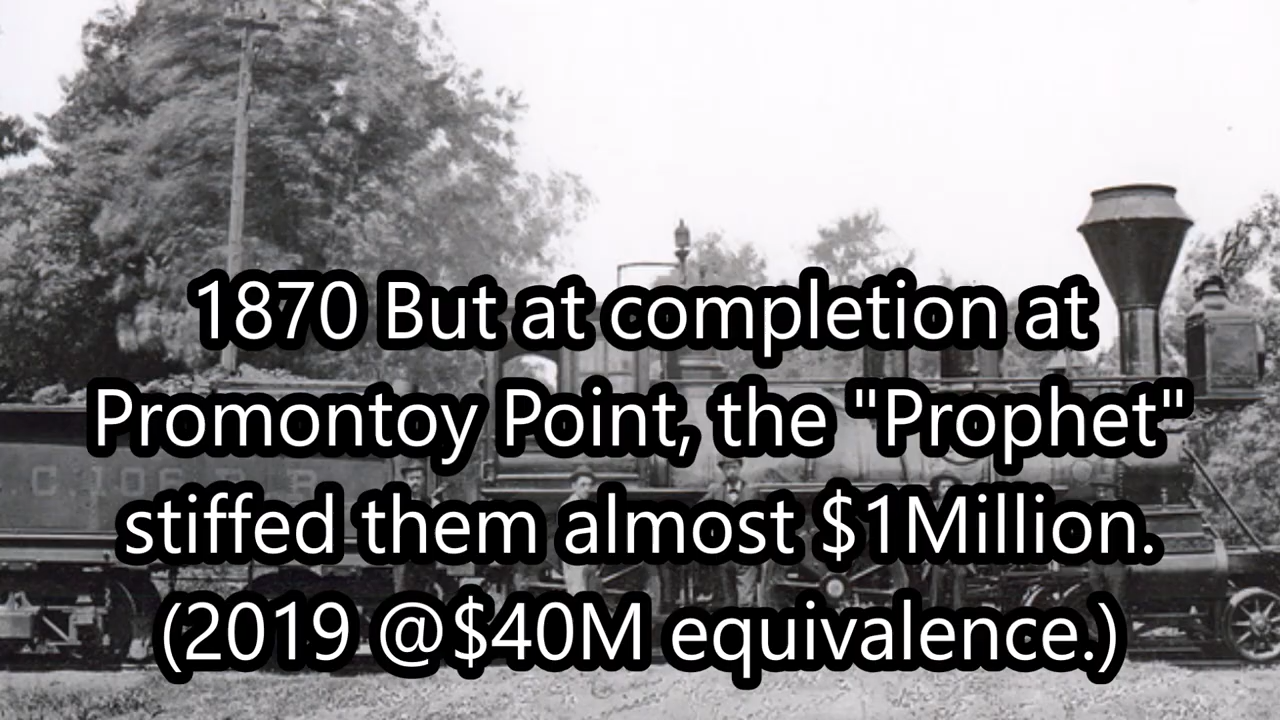 1870 But at completion at
Promontoy Point, the "Prophet"
stiffed them almost $1Million.
(2019 @$40M equivalence.)